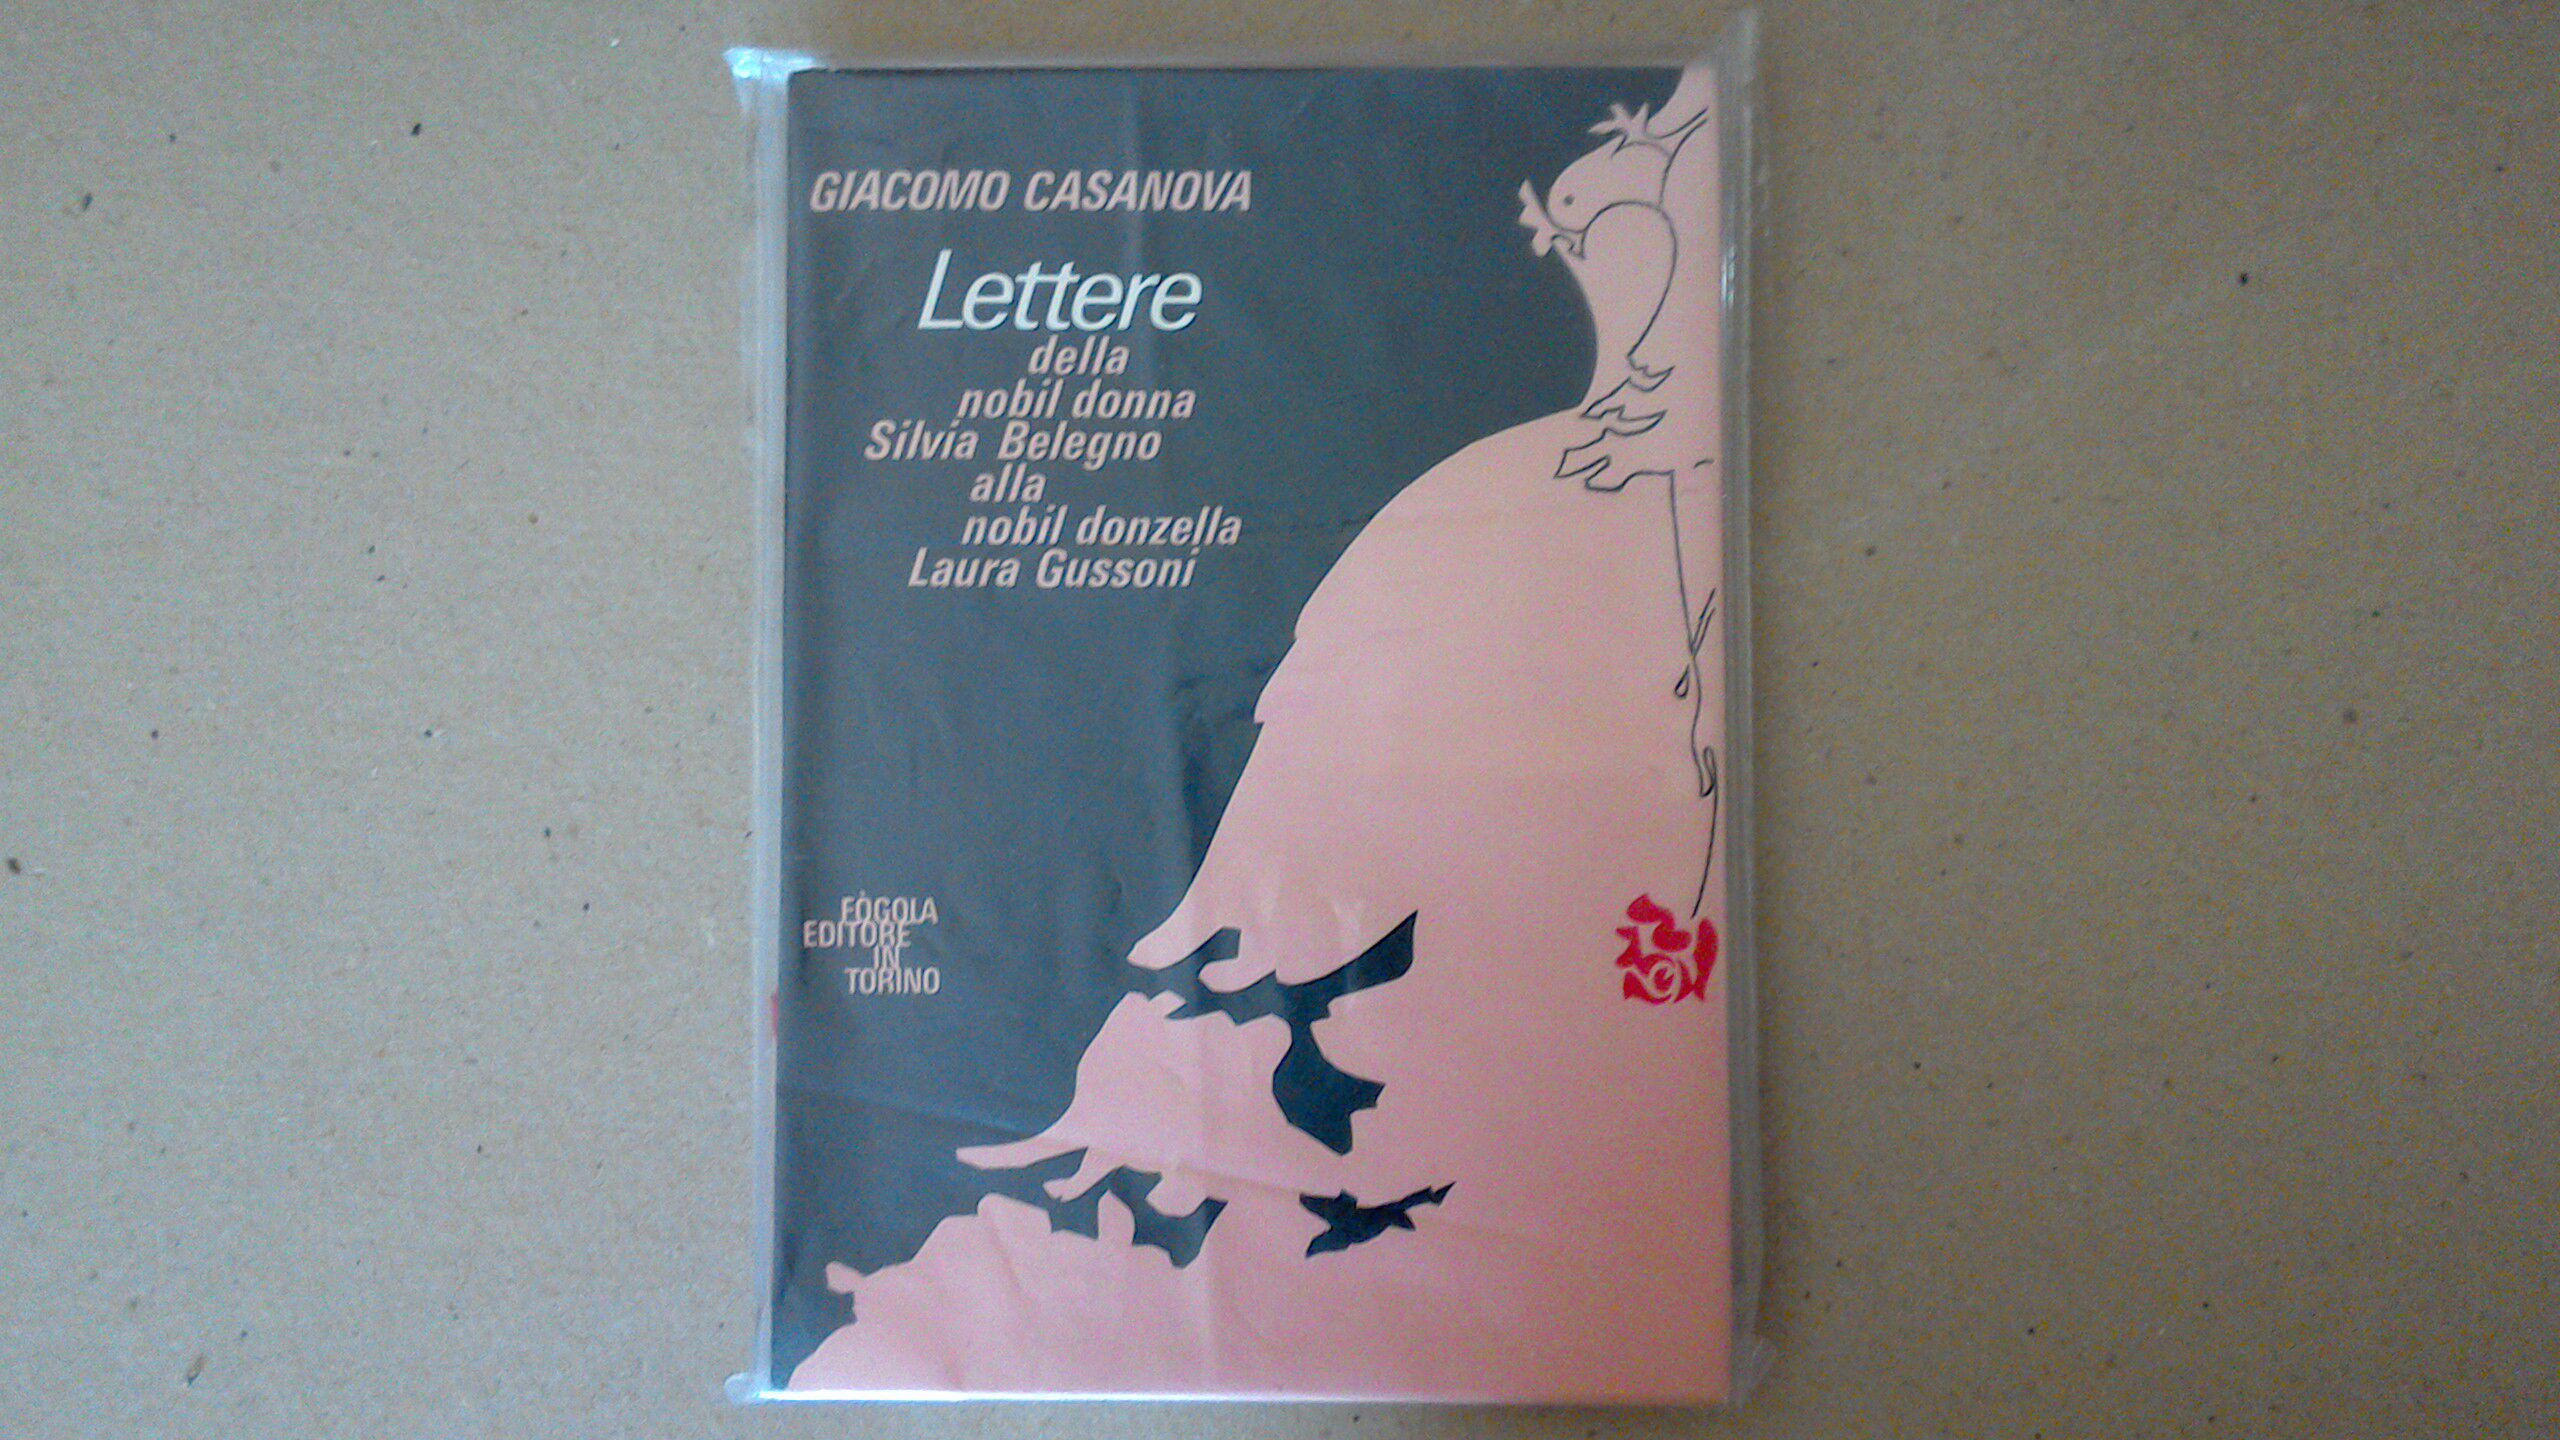 GIACOMO CASANOVA
Lettere
della
nobil donna
Silvia Belegno
alla
nobil donzella
Laura Gussoni
FÒGOLA
EDITORE
IN
TORINO